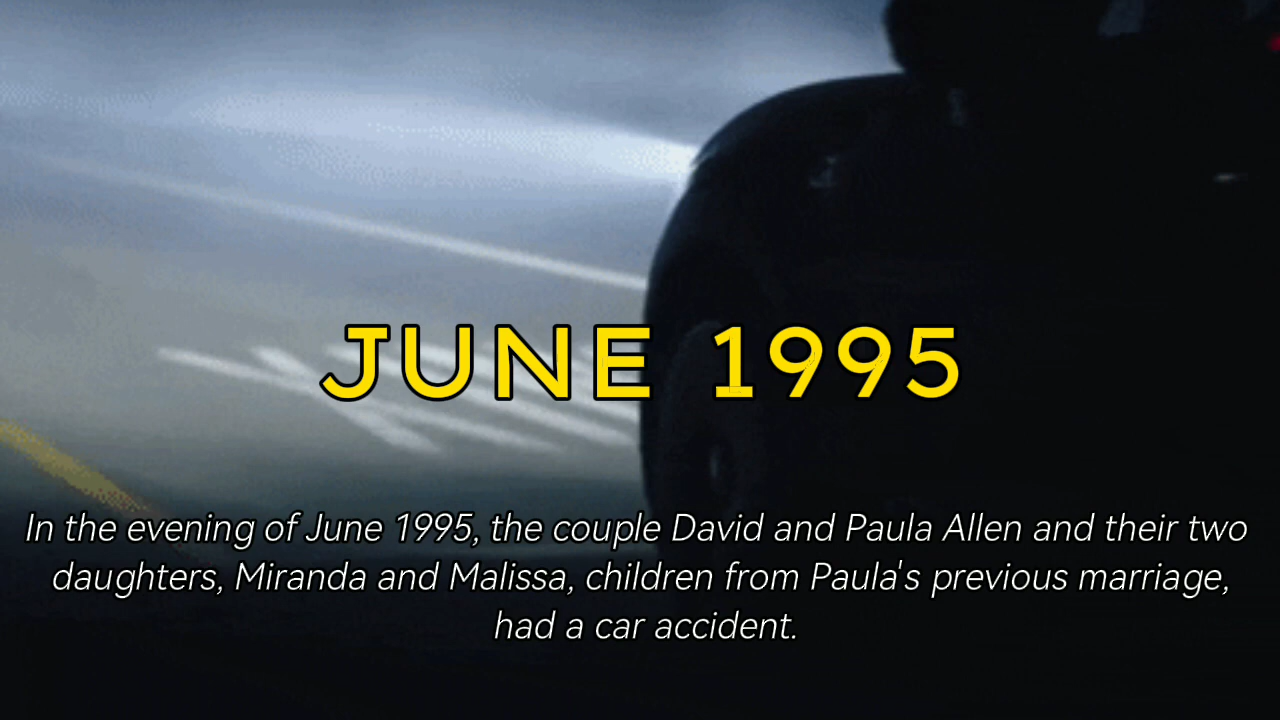 JUNE 1995
In the evening of June 1995, the couple David and Paula Allen and their two
daughters, Miranda and Malissa, children from Paula's previous marriage,
had a car accident.